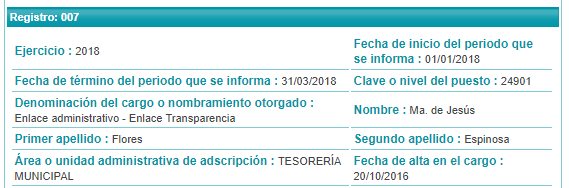 Registro: 007
Ejercicio : 2018
Fecha de inicio del periodo que
se informa : 01/01/2018
Fecha de término del periodo que se informa : 31/03/2018
Clave o nivel del puesto : 24901
Denominación del cargo o nombramiento otorgado :
Enlace administrativo - Enlace Transparencia
Nombre : Ma. de Jesús
Primer apellido : Flores
Segundo apellido : Espinosa
Área o unidad administrativa de adscripción : TESORERÍA
MUNICIPAL
Fecha de alta en el cargo :
20/10/2016